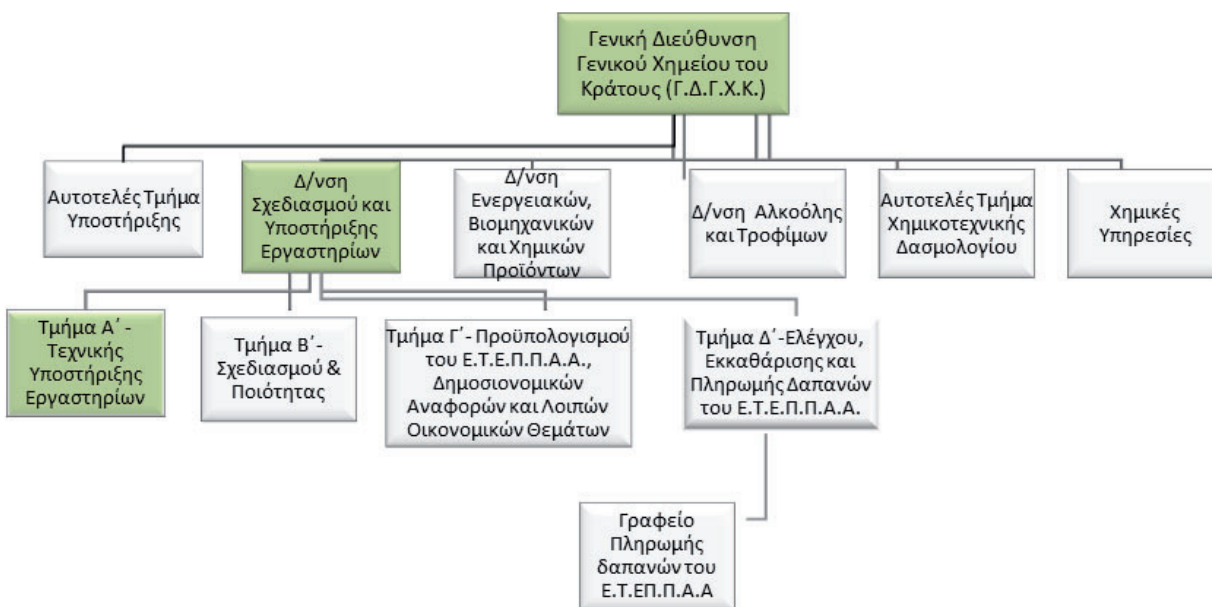 Γενική Διεύθυνση
Γενικού Χημείου του
Κράτους (Γ.Δ.Γ.Χ.Κ.)
Αυτοτελές Τμήμα
Υποστήριξης
Δ/νση
Σχεδιασμού και
Υποστήριξης
Εργαστηρίων
Δ/νση
Ενεργειακών,
Βιομηχανικών
και Χημικών
Προϊόντων
Δ/νση Αλκοόλης
και Τροφίμων
Αυτοτελές Τμήμα
Χημικοτεχνικής
Δασμολογίου
Χημικές
Υπηρεσίες
Τμήμα Α΄ -
Τεχνικής
Υποστήριξης
Εργαστηρίων
Τμήμα Β΄-
Σχεδιασμού &
Ποιότητας
Τμήμα Γ΄- Προϋπολογισμού
του Ε.Τ.Ε.Π.Π.Α.Α.,
Δημοσιονομικών
Αναφορών και Λοιπών
Οικονομικών Θεμάτων
Τμήμα Δ΄-Ελέγχου,
Εκκαθάρισης και
Πληρωμής Δαπανών
του Ε.Τ.Ε.Π.Π.Α.Α.
Γραφείο
Πληρωμής
δαπανών του
Ε.Τ.ΕΠ.Π.Α.Α